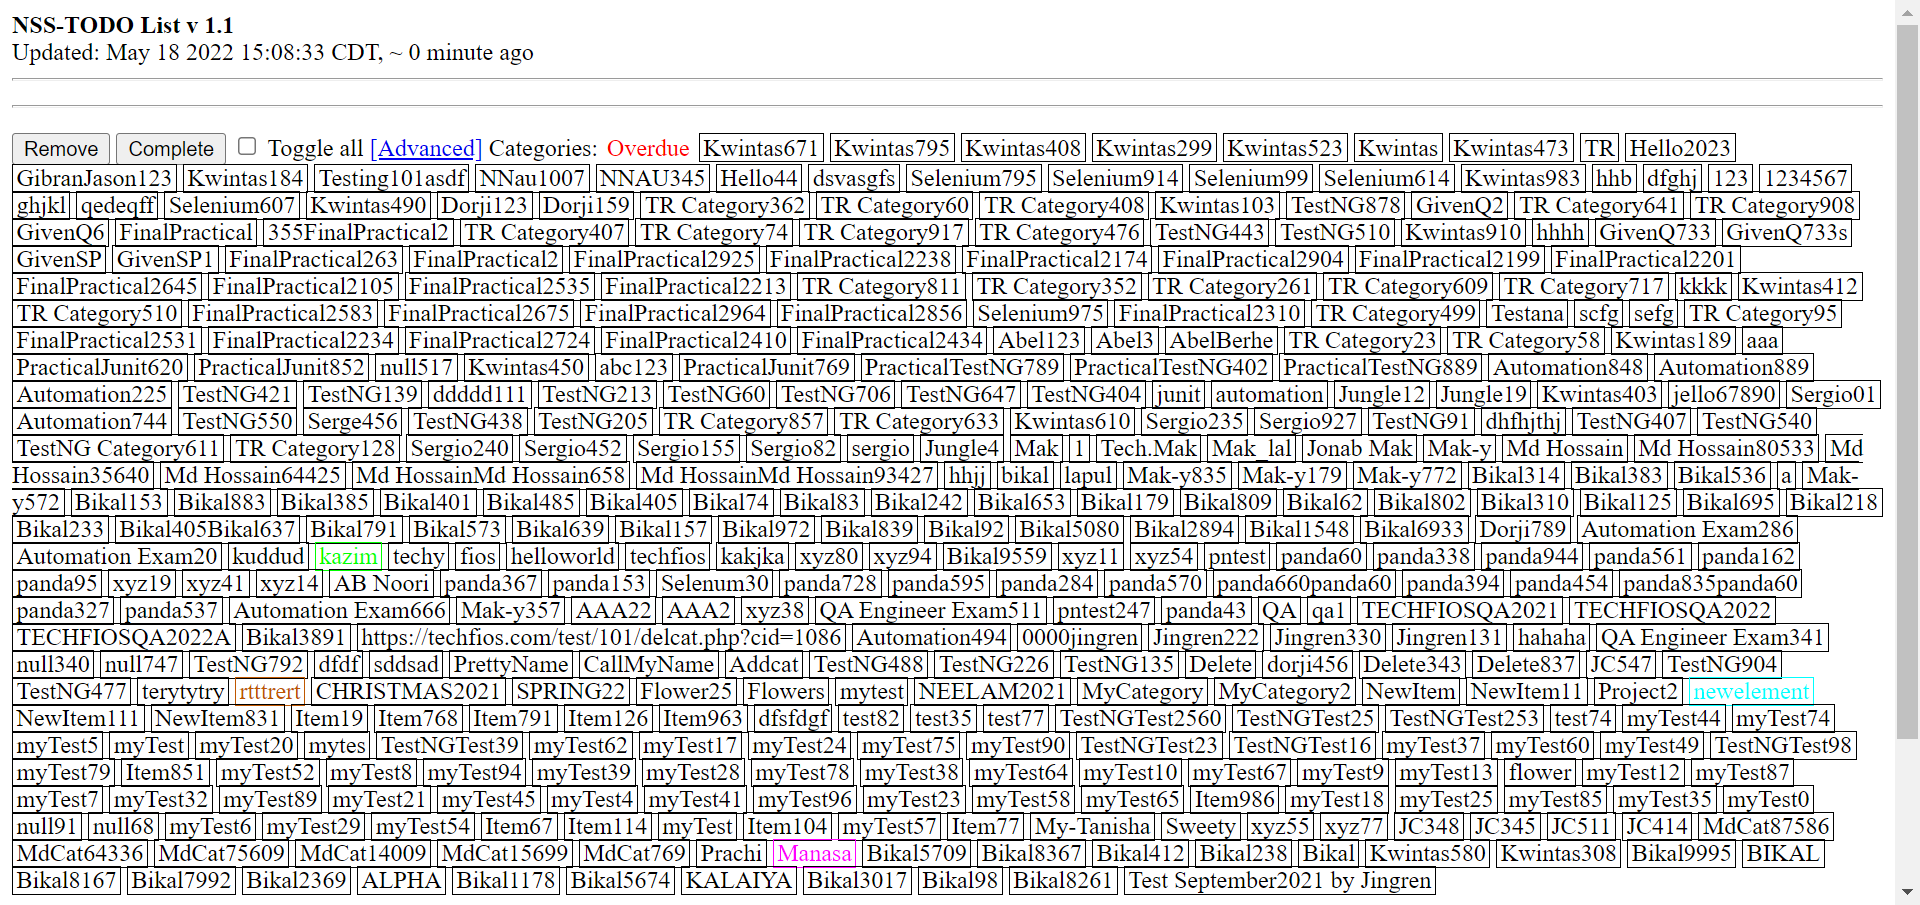 NSS-TODO List v 1.1
Updated: May 18 2022 15:08:33 CDT, ~ 0 minute ago
Remove Complete Toggle all [Advanced] Categories: Overdue Kwintas671 Kwintas795 Kwintas408 Kwintas299 Kwintas523 Kwintas Kwintas473 TR Hello2023
GibranJason123 Kwintas184 Testing101asdf NNau1007 NNAU345 Hello44 dsvasgfs Selenium795 Selenium914 Selenium99 Selenium614 Kwintas983 hhb dfghj 123 1234567
ghjkl qedeqff Selenium607 Kwintas490 Dorji123 Dorji159 TR Category362 TR Category60 TR Category408 Kwintas103 TestNG878 GivenQ2 TR Category641 TR Category908
GivenQ6 FinalPractical 355FinalPractical2 TR Category407 TR Category74 TR Category917 TR Category476 TestNG443 TestNG510 Kwintas910 hhhh GivenQ733 GivenQ733s
GivenSP GivenSP1 FinalPractical263 FinalPractical2 FinalPractical2925 FinalPractical2238 FinalPractical2174 FinalPractical2904 FinalPractical2199 FinalPractical2201
FinalPractical2645 FinalPractical2105 FinalPractical2535 FinalPractical2213 TR Category811 TR Category352 TR Category261 TR Category609 TR Category717 kkkk Kwintas412
TR Category510 FinalPractical2583 FinalPractical2675 FinalPractical2964 FinalPractical2856 Selenium975 FinalPractical2310 TR Category499 Testana scfg sefg TR Category95
FinalPractical2531 FinalPractical2234 FinalPractical2724 FinalPractical2410 FinalPractical2434 Abel123 Abel3 AbelBerhe TR Category23 TR Category58 Kwintas189 aaa
PracticalJunit620 PracticalJunit852 null517 Kwintas450 abc123 PracticalJunit769 PracticalTestNG789 PracticalTestNG402 PracticalTestNG889 Automation848 Automation889
Automation225 TestNG421 TestNG139 ddddd111 TestNG213 TestNG60 TestNG706 TestNG647 TestNG404 junit automation Jungle12 Jungle19 Kwintas403 jello67890 Sergio01
Automation744 TestNG550 Serge456 TestNG438 TestNG205 TR Category857 TR Category633 Kwintas610 Sergio235 Sergio927 TestNG91 dhfhjthj TestNG407 TestNG540
TestNG Category611 TR Category128 Sergio240 Sergio452 Sergio155 Sergio82 sergio Jungle4 Mak 1 Tech.Mak Mak_lal Jonab Mak Mak-y Md Hossain Md Hossain80533 Md
Hossain35640 Md Hossain64425 Md HossainMd Hossain658 Md HossainMd Hossain93427 hhjj bikal lapul Mak-y835 Mak-y179 Mak-y772 Bikal314 Bikal383 Bikal536 a Mak-
y572 Bikal153 Bikal883 Bikal385 Bikal401 Bikal485 Bikal405 Bikal74 Bikal83 Bikal242 Bikal653 Bikal179 Bikal809 Bikal62 Bikal802 Bikal310 Bikal125 Bikal695 Bikal218
Bikal233 Bikal405Bikal637 Bikal791 Bikal573 Bikal639 Bikal157 Bikal972 Bikal839 Bikal92 Bikal5080 Bikal2894 Bikal1548 Bikal6933 Dorji789 Automation Exam286
Automation Exam20 kuddud kazim techy fios helloworld techfios kakjka xyz80 xyz94 Bikal9559 xyz11 xyz54 pntest panda60 panda338 panda944 panda561 panda162
panda95 xyz19 xyz41 xyz14 AB Noori panda367 panda153 Selenum30 panda728 panda595 panda284 panda570 panda660panda60 panda394 panda454 panda835panda60
panda327 panda537 Automation Exam666 Mak-y357 AAA22 AAA2 xyz38 QA Engineer Exam511 pntest247 panda43 QA qa1 TECHFIOSQA2021 TECHFIOSQA2022
TECHFIOSQA2022A Bikal3891 https://techfios.com/test/101/delcat.php?cid=1086 Automation494 0000jingren Jingren222 Jingren330 Jingren131 hahaha QA Engineer Exam341
null340 null747 TestNG792 dfdf sddsad PrettyName CallMyName Addcat TestNG488 TestNG226 TestNG135 Delete dorji456 Delete343 Delete837 JC547 TestNG904
TestNG477 terytytry rtttrert CHRISTMAS2021 SPRING22 Flower25 Flowers mytest NEELAM2021 MyCategory MyCategory2 NewItem NewItem11 Project2 newelement
NewItem111 NewItem831 Item19 Item768 Item791 Item126 Item963 dfsfdgf test82 test35 test77 TestNGTest2560 TestNGTest25 TestNGTest253 test74 myTest44 myTest74
myTest5 myTest myTest20 mytes TestNGTest39 myTest62 myTest17 myTest24 myTest75 myTest90 TestNGTest23 TestNGTest16 myTest37 myTest60 myTest49 TestNGTest98
myTest79 Item851 myTest52 myTest8 myTest94 myTest39 myTest28 myTest78 myTest38 myTest64 myTest10 myTest67 myTest9 myTest13 flower myTest12 myTest87
myTest7 myTest32 myTest89 myTest21 myTest45 myTest4 myTest41 myTest96 myTest23 myTest58 myTest65 Item986 myTest18 myTest25 myTest85 myTest35 myTest0
null91 null68 myTest6 myTest29 myTest54 Item67 Item114 myTest Item104 myTest57 Item77 My-Tanisha Sweety xyz55 xyz77 JC348 JC345 JC511 JC414 MdCat87586
MdCat64336 MdCat75609 MdCat14009 MdCat15699 MdCat769 Prachi Manasa Bikal5709 Bikal8367 Bikal412 Bikal238 Bikal Kwintas580 Kwintas308 Bikal9995 BIKAL
Bikal8167 Bikal7992 Bikal2369 ALPHA Bikal1178 Bikal5674 KALAIYA Bikal3017 Bikal98 Bikal8261 Test September2021 by Jingren